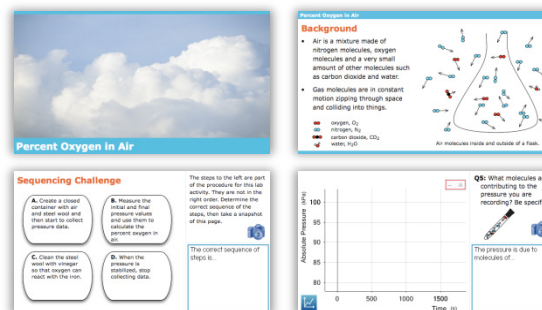 Percent Oxygen in Air
Percent Oxygen in Air
Background
• Air is a mixture made of
nitrogen molecules, oxygen
molecules and a very small
amount of other molecules such
as carbon dioxide and water.
• Gas molecules are in constant
motion zipping through space
and colliding into things.
oxygen, O₂
nitrogen, N₂
carbon dioxide, CO₂
water, H₂O
Air molecules inside and outside of a flask.
Sequencing Challenge
A. Create a closed
container with air
and steel wool and
then start to collect
pressure data.
B. Measure the
initial and final
pressure values
and use them to
calculate the
percent oxygen in
air.
C. Clean the steel
wool with vinegar
so that oxygen can
react with the iron.
D. When the
pressure is
stabilized, stop
collecting data.
The steps to the left are part
of the procedure for this lab
activity. They are not in the
right order. Determine the
correct sequence of the
steps, then take a snapshot
of this page.
The correct sequence of
steps is...
Absolute Pressure (kPa)
100
95
90
85
80
0 500 1000 1500
Time (s)
Q5: What molecules a
contributing to the
pressure you are
recording? Be specif
The pressure is due to
molecules of...